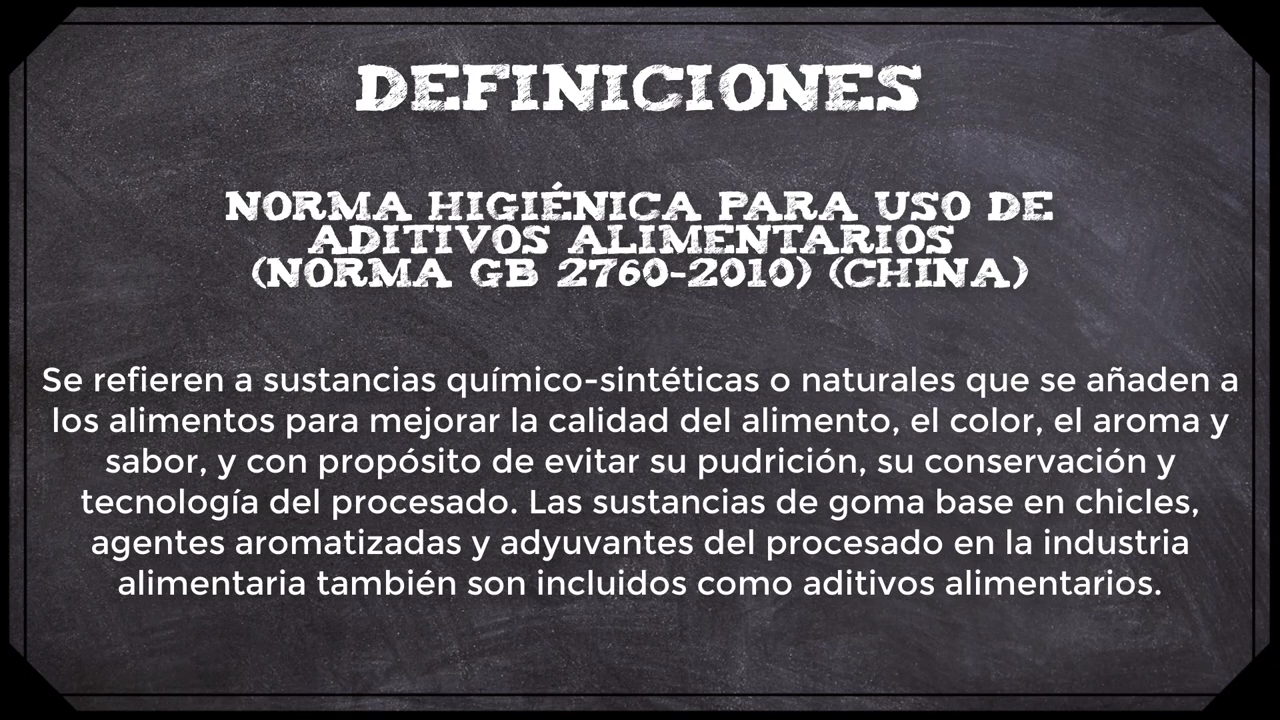 DEFINICIONES
NORMA HIGIÉNICA PARA USO DE
ADITIVOS ALIMENTARIOS
(NORMA GB 2760-2010) (CHINA)
Se refieren a sustancias químico-sintéticas o naturales que se añaden a
los alimentos para mejorar la calidad del alimento, el color, el aroma y
sabor, y con propósito de evitar su pudrición, su conservación y
tecnología del procesado. Las sustancias de goma base en chicles,
agentes aromatizadas y adyuvantes del procesado en la industria
alimentaria también son incluidos como aditivos alimentarios.